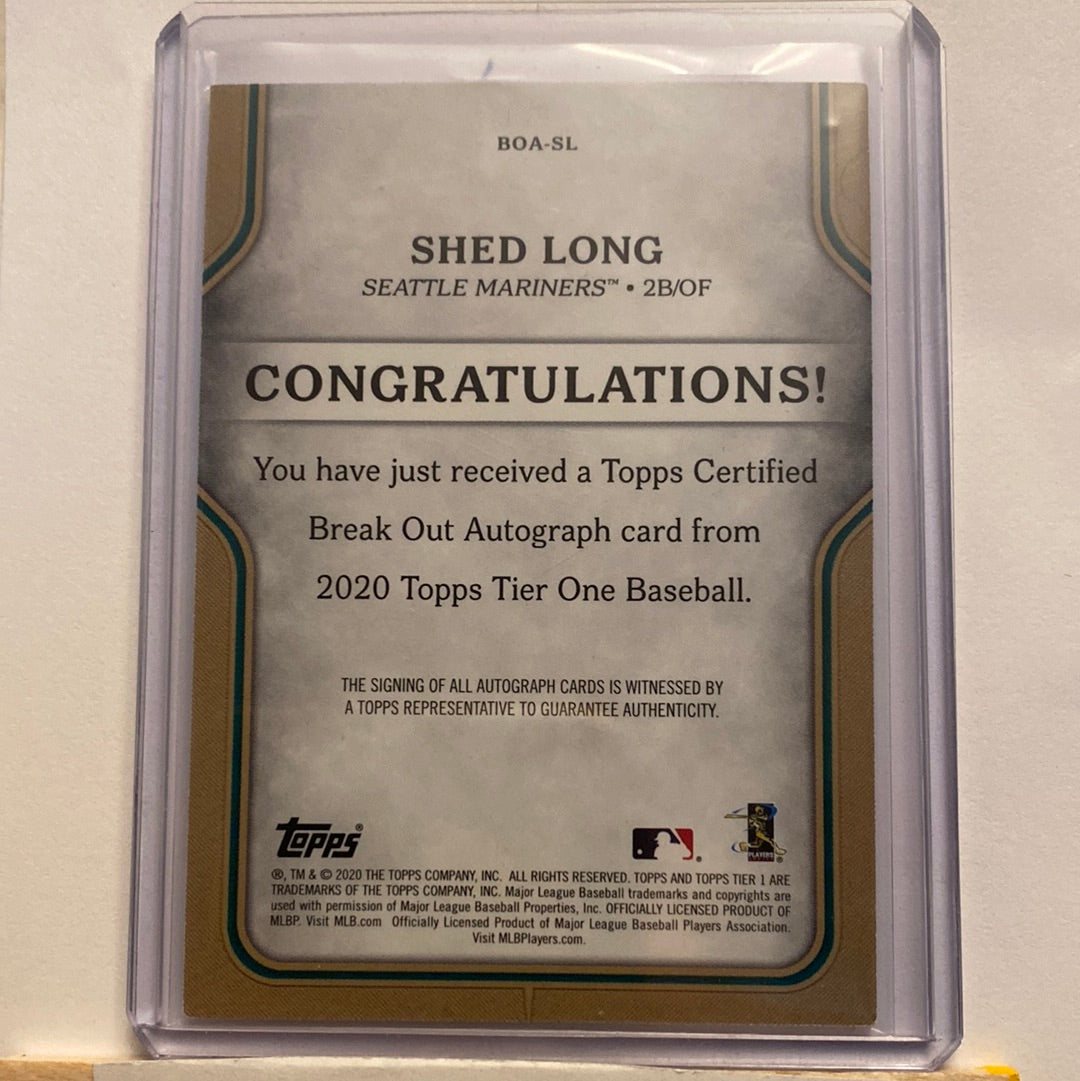 BOA-SL
SHED LONG
SEATTLE MARINERS™ • 2B/OF
CONGRATULATIONS!
You have just received a Topps Certified
Break Out Autograph card from
2020 Topps Tier One Baseball.
THE SIGNING OF ALL AUTOGRAPH CARDS IS WITNESSED BY
A TOPPS REPRESENTATIVE TO GUARANTEE AUTHENTICITY.
topps®
PLAYERS
®, TM & © 2020 THE TOPPS COMPANY, INC. ALL RIGHTS RESERVED. TOPPS AND TOPPS TIER 1 ARE
TRADEMARKS OF THE TOPPS COMPANY, INC. Major League Baseball trademarks and copyrights are
used with permission of Major League Baseball Properties, Inc. OFFICIALLY LICENSED PRODUCT OF
MLBP. Visit MLB.com Officially Licensed Product of Major League Baseball Players Association.
Visit MLBPlayers.com.